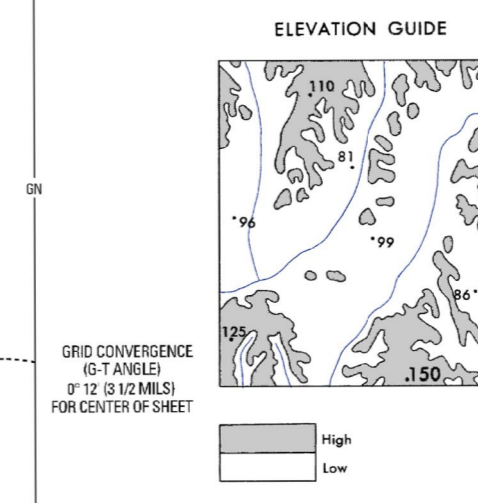 ELEVATION GUIDE
110
81
GN
96
99
86
125
GRID CONVERGENCE
(G-T ANGLE)
0° 12' (3 1/2 MILS)
FOR CENTER OF SHEET
150
High
Low